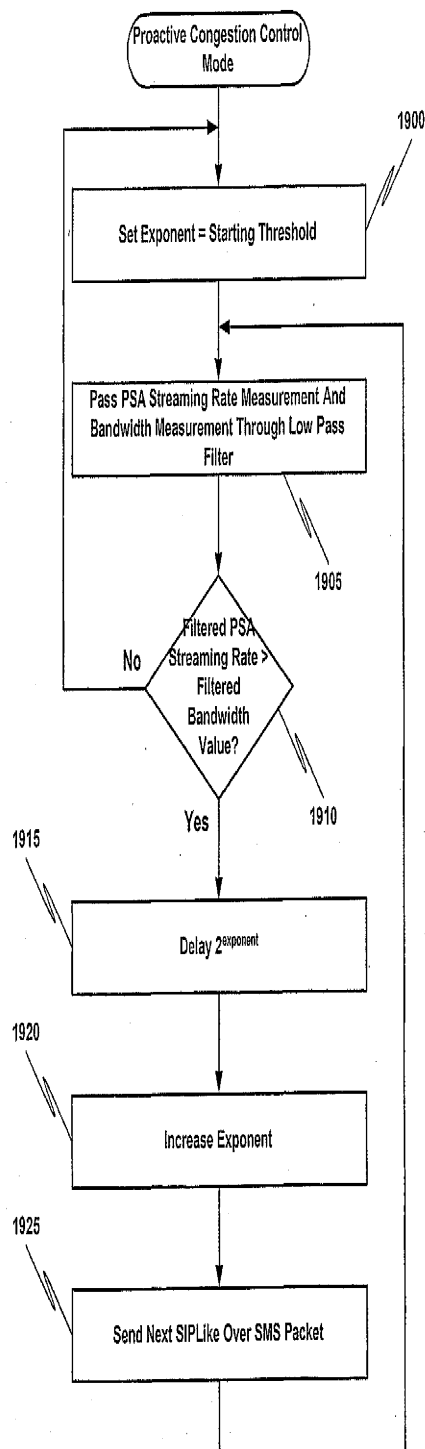 Proactive Congestion Control
Mode
1900
Set Exponent = Starting Threshold
Pass PSA Streaming Rate Measurement And
Bandwidth Measurement Through Low Pass
Filter
1905
Filtered PSA
Streaming Rate >
Filtered
Bandwidth
Value?
No
1910
Yes
1915
Delay 2^exponent
1920
Increase Exponent
1925
Send Next SIPLike Over SMS Packet